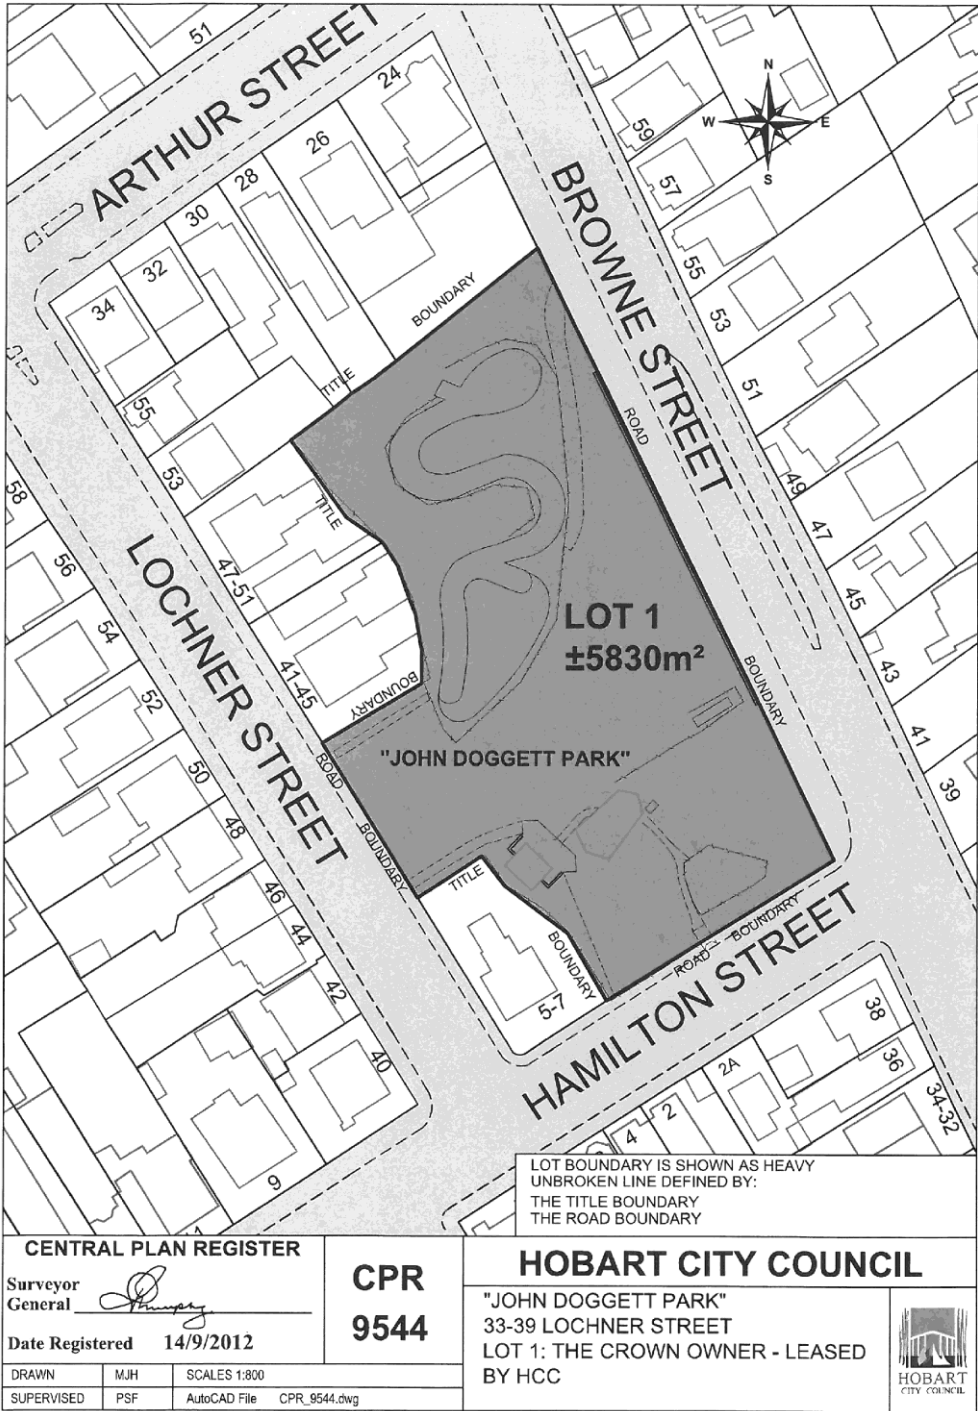 51
ARTHUR STREET
24
26
28
30
32
34
N
W
E
S
59
57
55
53
51
49
47
45
43
41
39
BROWNE STREET
BOUNDARY
TITLE
TITLE
ROAD
BOUNDARY
55
53
47-51
41-45
58
56
54
52
50
48
46
44
42
40
9
LOCHNER STREET
LOT 1
±5830m²
BOUNDARY
"JOHN DOGGETT PARK"
ROAD
BOUNDARY
TITLE
BOUNDARY
5-7
ROAD
BOUNDARY
HAMILTON STREET
38
36
34-32
2A
2
4
LOT BOUNDARY IS SHOWN AS HEAVY
UNBROKEN LINE DEFINED BY:
THE TITLE BOUNDARY
THE ROAD BOUNDARY
CENTRAL PLAN REGISTER
Surveyor
General
Date Registered 14/9/2012
DRAWN MJH SCALES 1:800
SUPERVISED PSF AutoCAD File CPR_9544.dwg
CPR
9544
HOBART CITY COUNCIL
"JOHN DOGGETT PARK"
33-39 LOCHNER STREET
LOT 1: THE CROWN OWNER - LEASED
BY HCC
HOBART
CITY COUNCIL